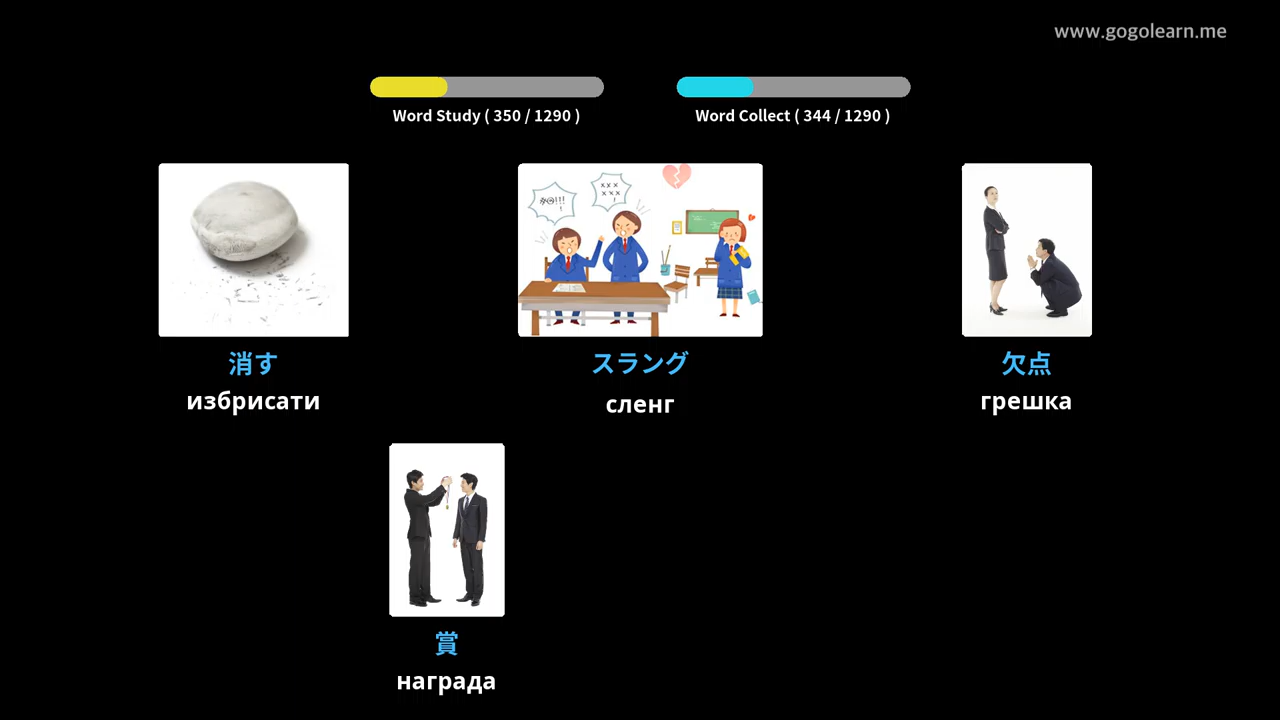 www.gogolearn.me
Word Study ( 350 / 1290 )
Word Collect ( 344 / 1290 )
#@!!!
!
x x x
x x x
!
消す
избрисати
スラング
сленг
欠点
грешка
賞
награда